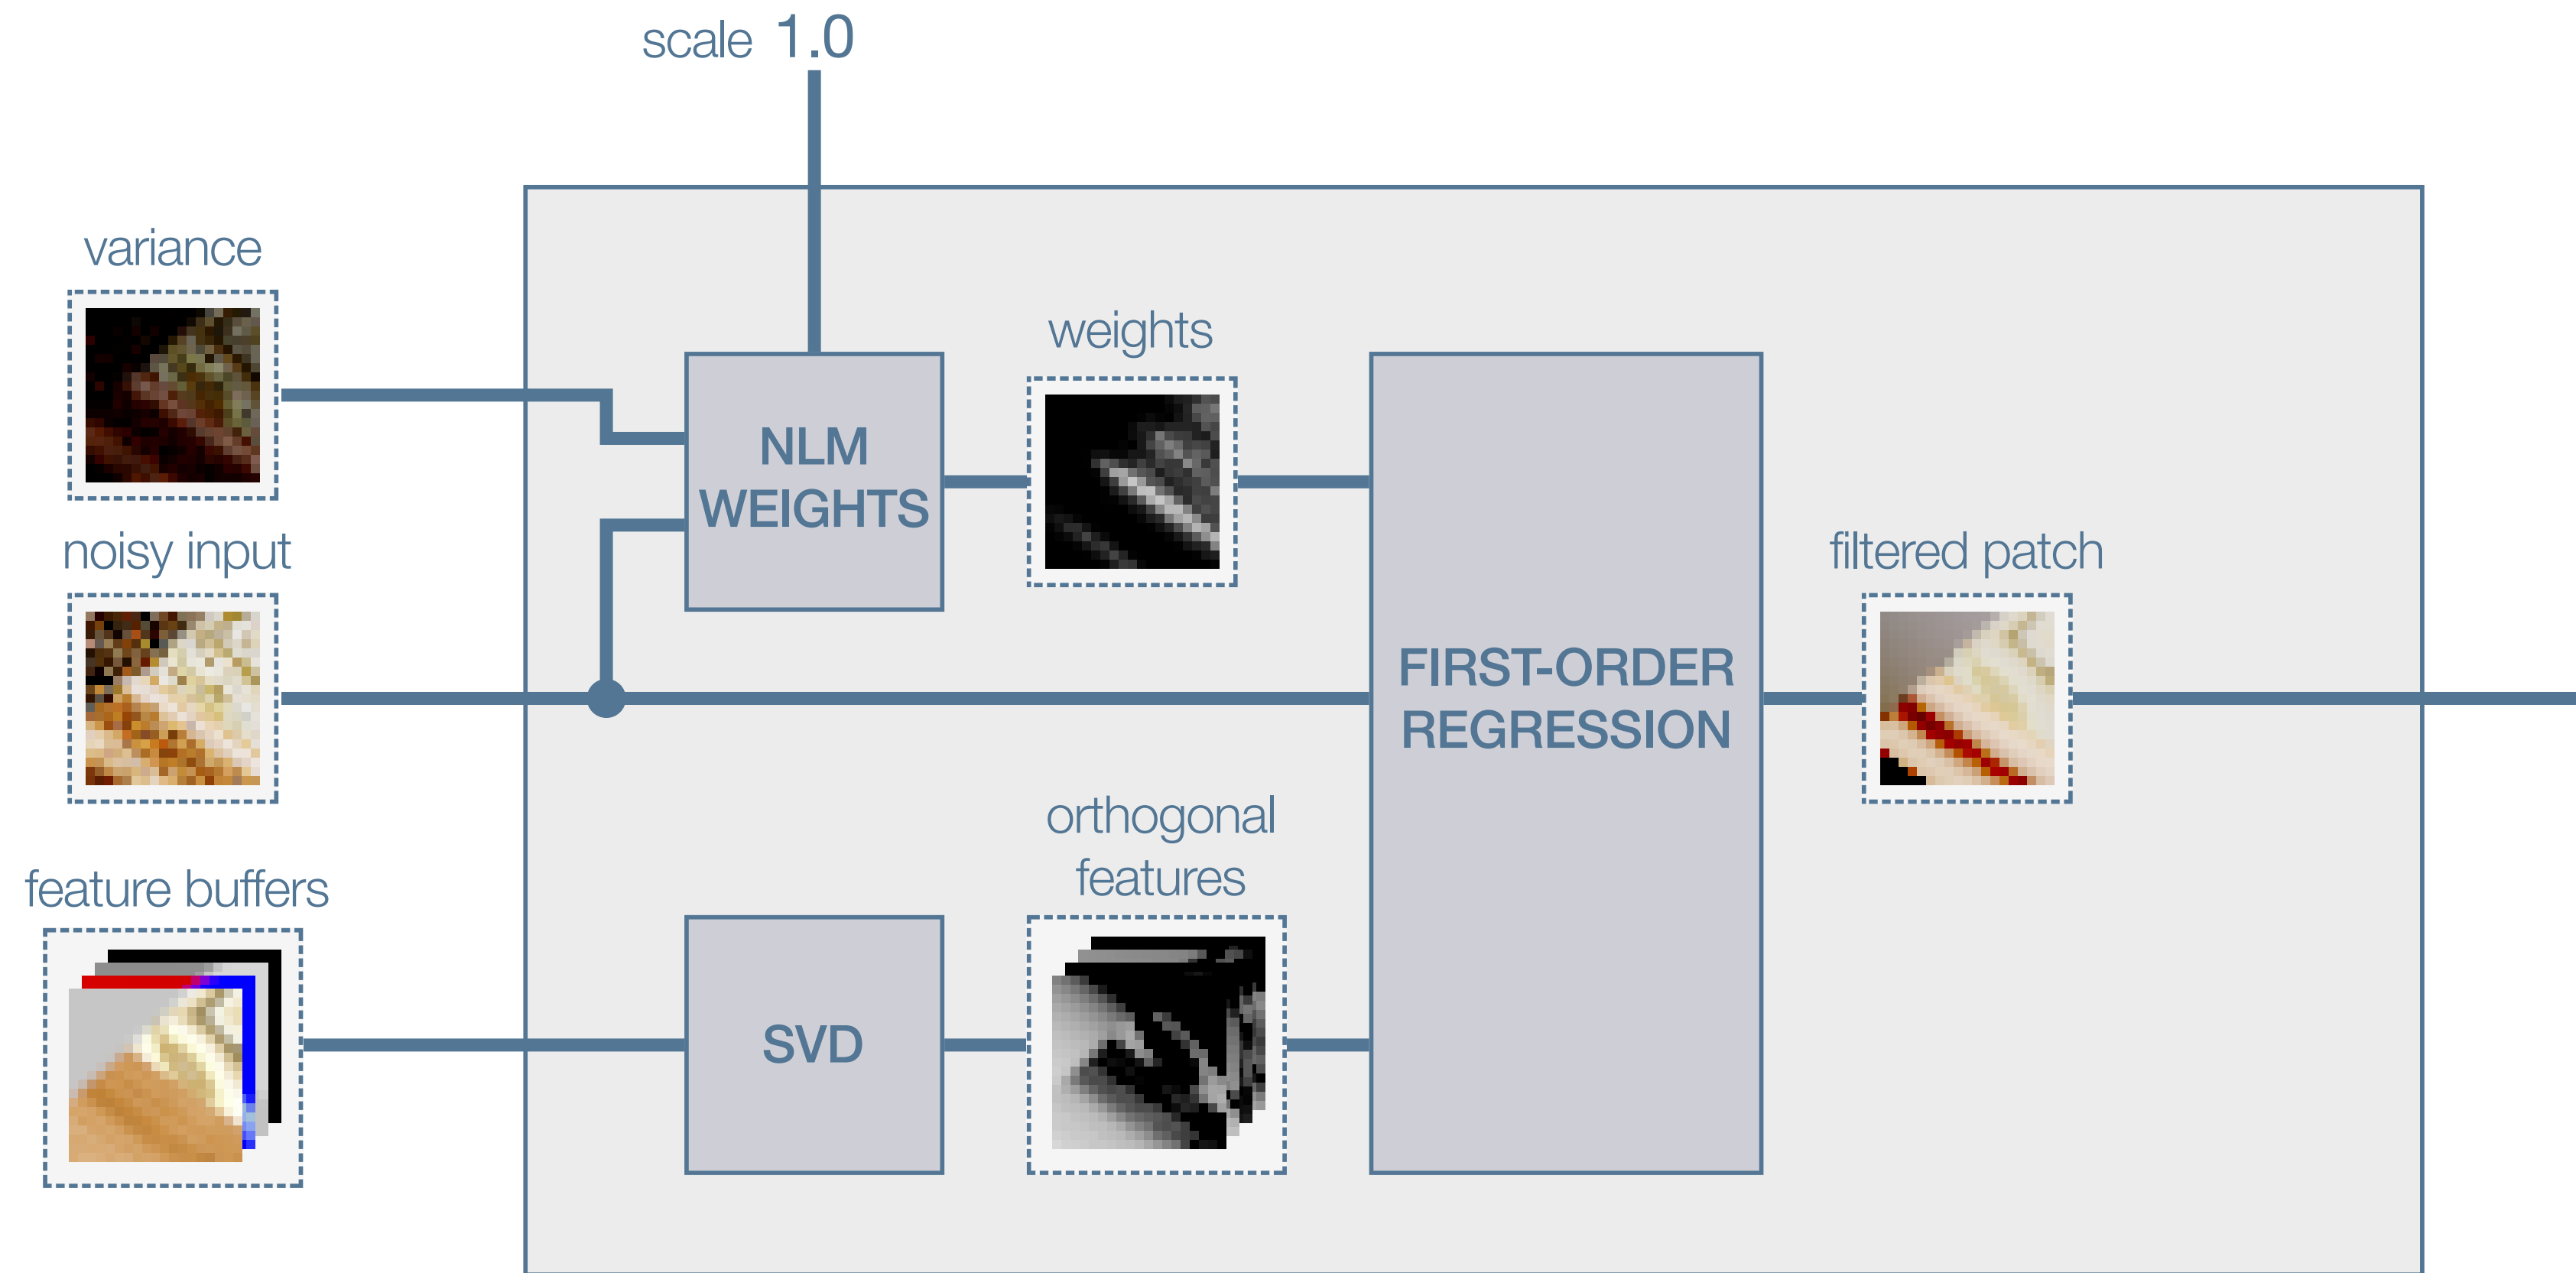 scale 1.0
variance
noisy input
feature buffers
NLM
WEIGHTS
weights
SVD
orthogonal
features
FIRST-ORDER
REGRESSION
filtered patch